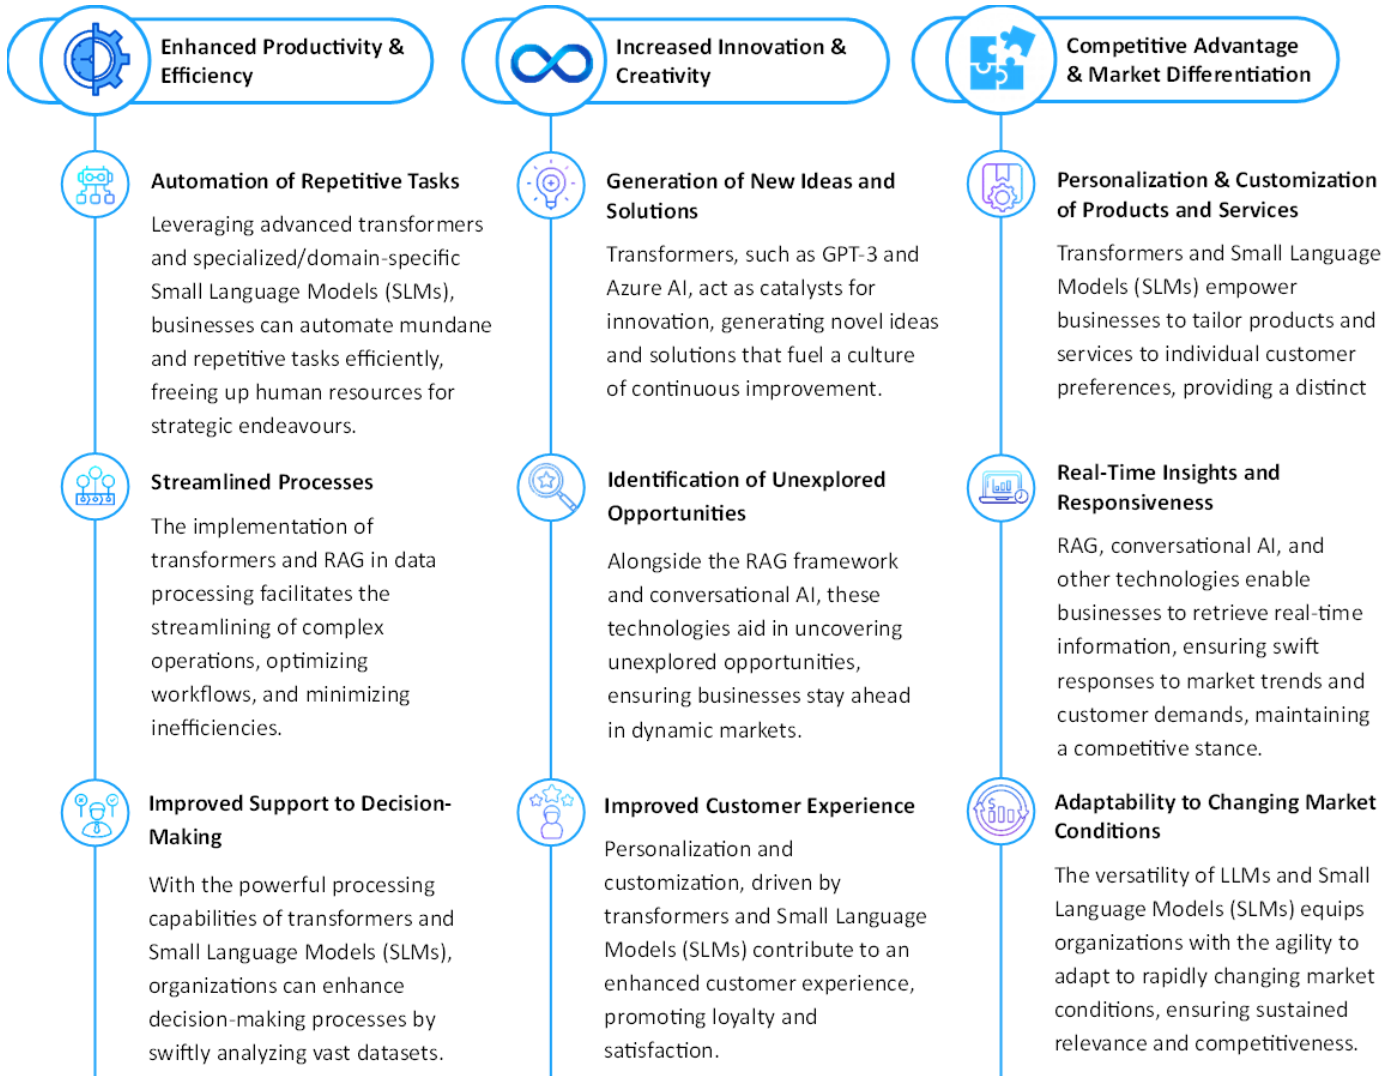 Enhanced Productivity &
Efficiency
Automation of Repetitive Tasks
Leveraging advanced transformers
and specialized/domain-specific
Small Language Models (SLMs),
businesses can automate mundane
and repetitive tasks efficiently,
freeing up human resources for
strategic endeavours.
Streamlined Processes
The implementation of
transformers and RAG in data
processing facilitates the
streamlining of complex
operations, optimizing
workflows, and minimizing
inefficiencies.
Improved Support to Decision-
Making
With the powerful processing
capabilities of transformers and
Small Language Models (SLMs),
organizations can enhance
decision-making processes by
swiftly analyzing vast datasets.
Increased Innovation &
Creativity
Generation of New Ideas and
Solutions
Transformers, such as GPT-3 and
Azure AI, act as catalysts for
innovation, generating novel ideas
and solutions that fuel a culture
of continuous improvement.
Identification of Unexplored
Opportunities
Alongside the RAG framework
and conversational AI, these
technologies aid in uncovering
unexplored opportunities,
ensuring businesses stay ahead
in dynamic markets.
Improved Customer Experience
Personalization and
customization, driven by
transformers and Small Language
Models (SLMs) contribute to an
enhanced customer experience,
promoting loyalty and
satisfaction.
Competitive Advantage
& Market Differentiation
Personalization & Customization
of Products and Services
Transformers and Small Language
Models (SLMs) empower
businesses to tailor products and
services to individual customer
preferences, providing a distinct
Real-Time Insights and
Responsiveness
RAG, conversational AI, and
other technologies enable
businesses to retrieve real-time
information, ensuring swift
responses to market trends and
customer demands, maintaining
a competitive stance.
Adaptability to Changing Market
Conditions
The versatility of LLMs and Small
Language Models (SLMs) equips
organizations with the agility to
adapt to rapidly changing market
conditions, ensuring sustained
relevance and competitiveness.